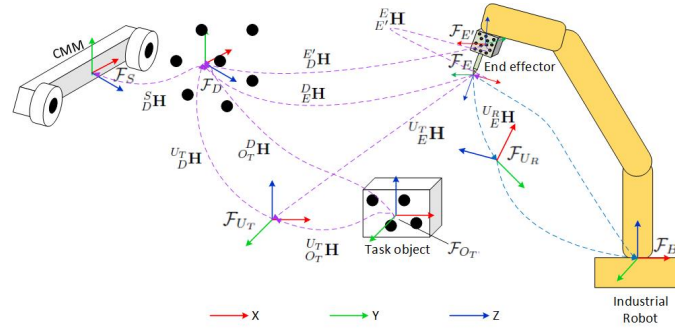 CMM
F_S
F_D
^S_D H
^{E'}_D H
^D_E H
^E_{E'} H
F_{E'}
F_E
End effector
^{U_T}_D H
^D_{O_T} H
^{U_T}_E H
^{U_R}_E H
F_{U_R}
F_{U_T}
^{U_T}_{O_T} H
Task object
F_{O_T}
F_B
Industrial
Robot
X
Y
Z